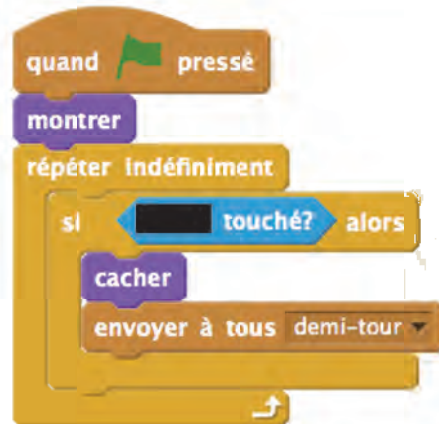 quand pressé
montrer
répéter indéfiniment
si touché? alors
cacher
envoyer à tous demi-tour